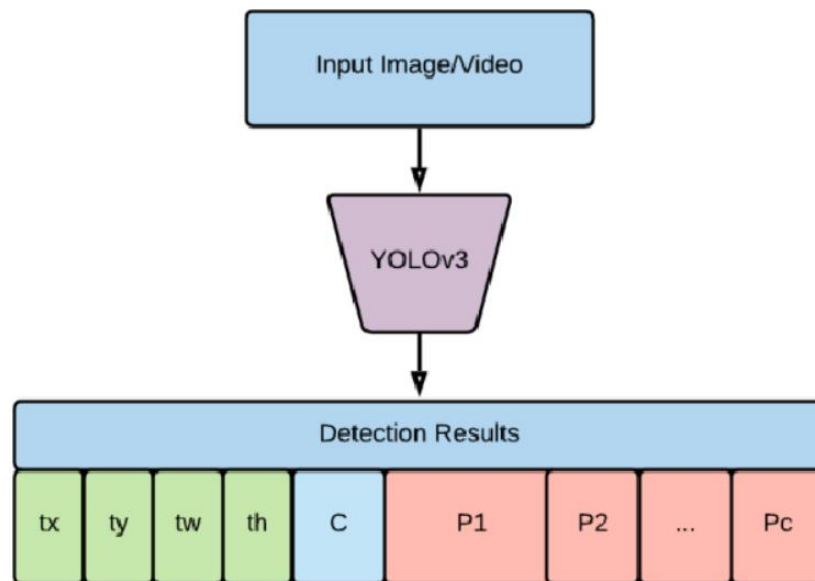 Input Image/Video
YOLOv3
Detection Results
tx ty tw th C P1 P2 ... Pc